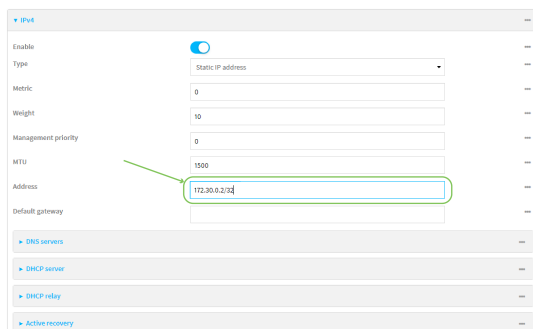 ▾ IPv4
Enable
Type Static IP address
Metric 0
Weight 10
Management priority 0
MTU 1500
Address 172.30.0.2/32
Default gateway
▸ DNS servers
▸ DHCP server
▸ DHCP relay
▸ Active recovery